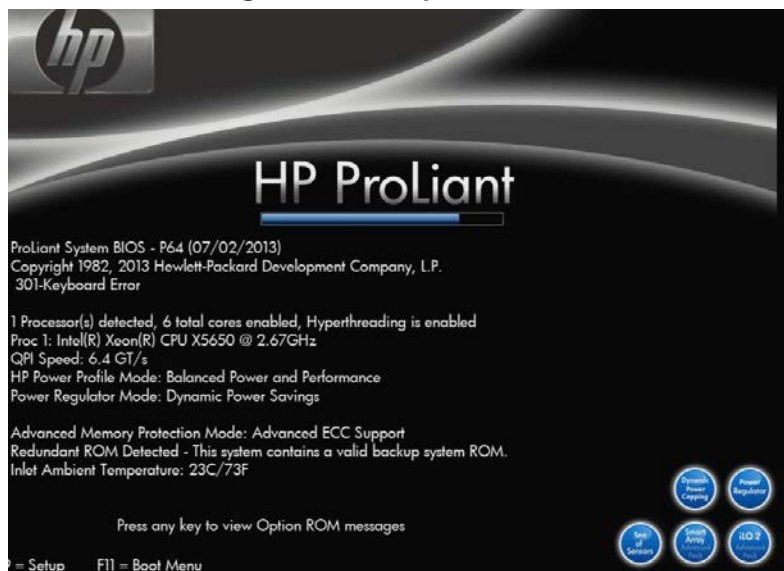 hp
HP ProLiant
ProLiant System BIOS - P64 (07/02/2013)
Copyright 1982, 2013 Hewlett-Packard Development Company, L.P.
301-Keyboard Error
1 Processor(s) detected, 6 total cores enabled, Hyperthreading is enabled
Proc 1: Intel(R) Xeon(R) CPU X5650 @ 2.67GHz
QPI Speed: 6.4 GT/s
HP Power Profile Mode: Balanced Power and Performance
Power Regulator Mode: Dynamic Power Savings
Advanced Memory Protection Mode: Advanced ECC Support
Redundant ROM Detected - This system contains a valid backup system ROM.
Inlet Ambient Temperature: 23C/73F
Dynamic
Power
Capping
Power
Regulator
Press any key to view Option ROM messages
Sea
of
Sensors
Smart
Array
Advanced
Pack
iLO 2
Advanced
Pack
= Setup F11 = Boot Menu